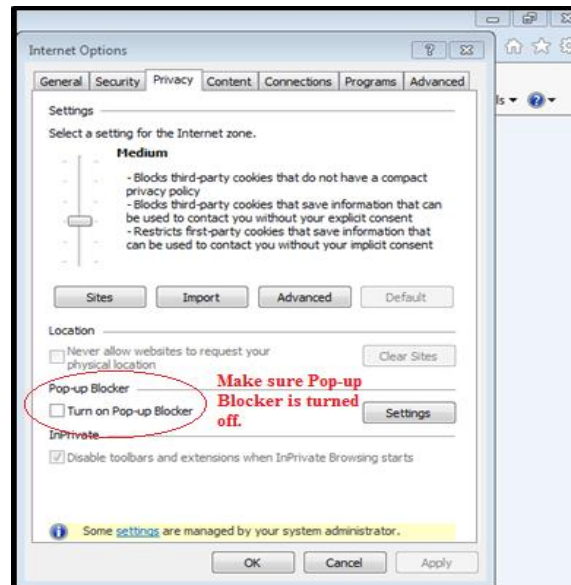 Internet Options
General Security Privacy Content Connections Programs Advanced
ls
Settings
Select a setting for the Internet zone.
Medium
- Blocks third-party cookies that do not have a compact
privacy policy
- Blocks third-party cookies that save information that can
be used to contact you without your explicit consent
- Restricts first-party cookies that save information that
can be used to contact you without your implicit consent
Sites Import Advanced Default
Location
Never allow websites to request your
physical location
Clear Sites
Pop-up Blocker
Turn on Pop-up Blocker
Make sure Pop-up
Blocker is turned
off.
Settings
InPrivate
Disable toolbars and extensions when InPrivate Browsing starts
Some settings are managed by your system administrator.
OK Cancel Apply